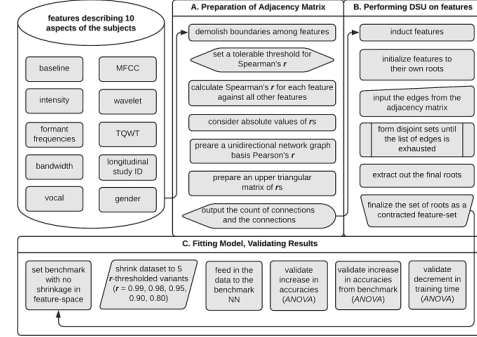 features describing 10
aspects of the subjects
baseline
MFCC
intensity
wavelet
formant
frequencies
TQWT
bandwidth
longitudinal
study ID
vocal
gender
A. Preparation of Adjacency Matrix
demolish boundaries among features
set a tolerable threshold for
Spearman's r
calculate Spearman's r for each feature
against all other features
consider absolute values of rs
preare a unidirectional network graph
basis Pearson's r
prepare an upper triangular
matrix of rs
output the count of connections
and the connections
B. Performing DSU on features
induct features
initialize features to
their own roots
input the edges from the
adjacency matrix
form disjoint sets until
the list of edges is
exhausted
extract out the final roots
finalize the set of roots as a
contracted feature-set
C. Fitting Model, Validating Results
set benchmark
with no
shrinkage in
feature-space
shrink dataset to 5
r-thresholded variants
(r = 0.99, 0.98, 0.95,
0.90, 0.80)
feed in the
data to the
benchmark
NN
validate
increase in
accuracies
(ANOVA)
validate increase
in accuracies
from benchmark
(ANOVA)
validate
decrement in
training time
(ANOVA)